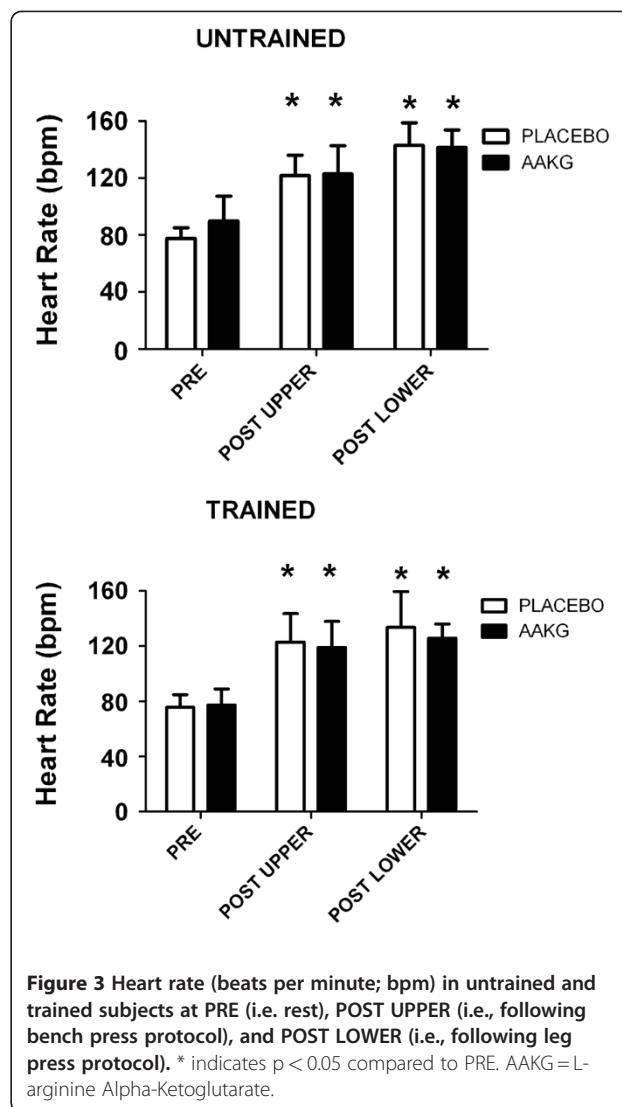 UNTRAINED
* * * *
160
120
80
40
0
Heart Rate (bpm)
PLACEBO
AAKG
PRE
POST UPPER
POST LOWER
TRAINED
* * * *
160
120
80
40
0
Heart Rate (bpm)
PLACEBO
AAKG
PRE
POST UPPER
POST LOWER
Figure 3 Heart rate (beats per minute; bpm) in untrained and
trained subjects at PRE (i.e. rest), POST UPPER (i.e., following
bench press protocol), and POST LOWER (i.e., following leg
press protocol). * indicates p < 0.05 compared to PRE. AAKG = L-
arginine Alpha-Ketoglutarate.